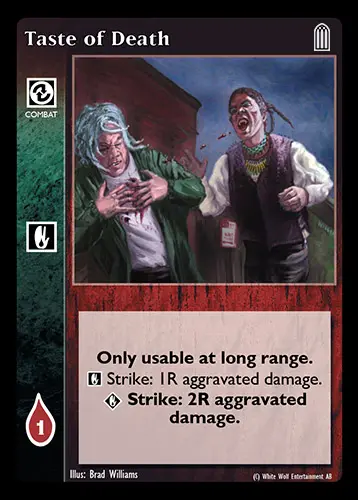 Taste of Death
COMBAT
Only usable at long range.
Strike: 1R aggravated damage.
Strike: 2R aggravated
damage.
1
Illus: Brad Williams
(C) White Wolf Entertainment AB